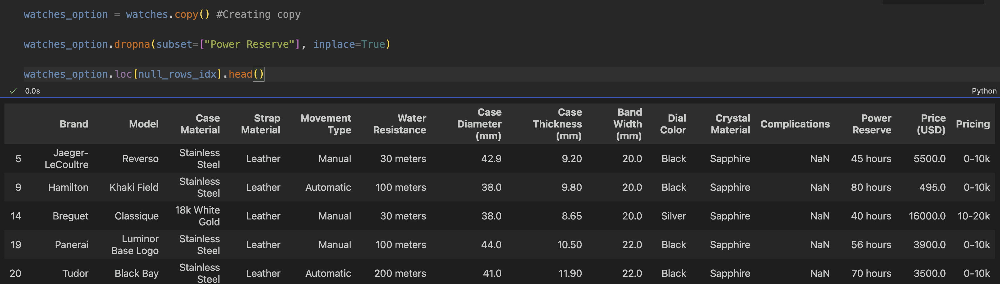 watches_option = watches.copy() #Creating copy
watches_option.dropna(subset=["Power Reserve"], inplace=True)
watches_option.loc[null_rows_idx].head()
0.0s
Python
Brand Model Case Material Strap Material Movement Type Water Resistance Case Diameter (mm) Case Thickness (mm) Band Width (mm) Dial Color Crystal Material Complications Power Reserve Price (USD) Pricing
5 Jaeger-LeCoultre Reverso Stainless Steel Leather Manual 30 meters 42.9 9.20 20.0 Black Sapphire NaN 45 hours 5500.0 0-10k
9 Hamilton Khaki Field Stainless Steel Leather Automatic 100 meters 38.0 9.80 20.0 Black Sapphire NaN 80 hours 495.0 0-10k
14 Breguet Classique 18k White Gold Leather Manual 30 meters 38.0 8.65 20.0 Silver Sapphire NaN 40 hours 16000.0 10-20k
19 Panerai Luminor Base Logo Stainless Steel Leather Manual 100 meters 44.0 10.50 22.0 Black Sapphire NaN 56 hours 3900.0 0-10k
20 Tudor Black Bay Stainless Steel Leather Automatic 200 meters 41.0 11.90 22.0 Black Sapphire NaN 70 hours 3500.0 0-10k